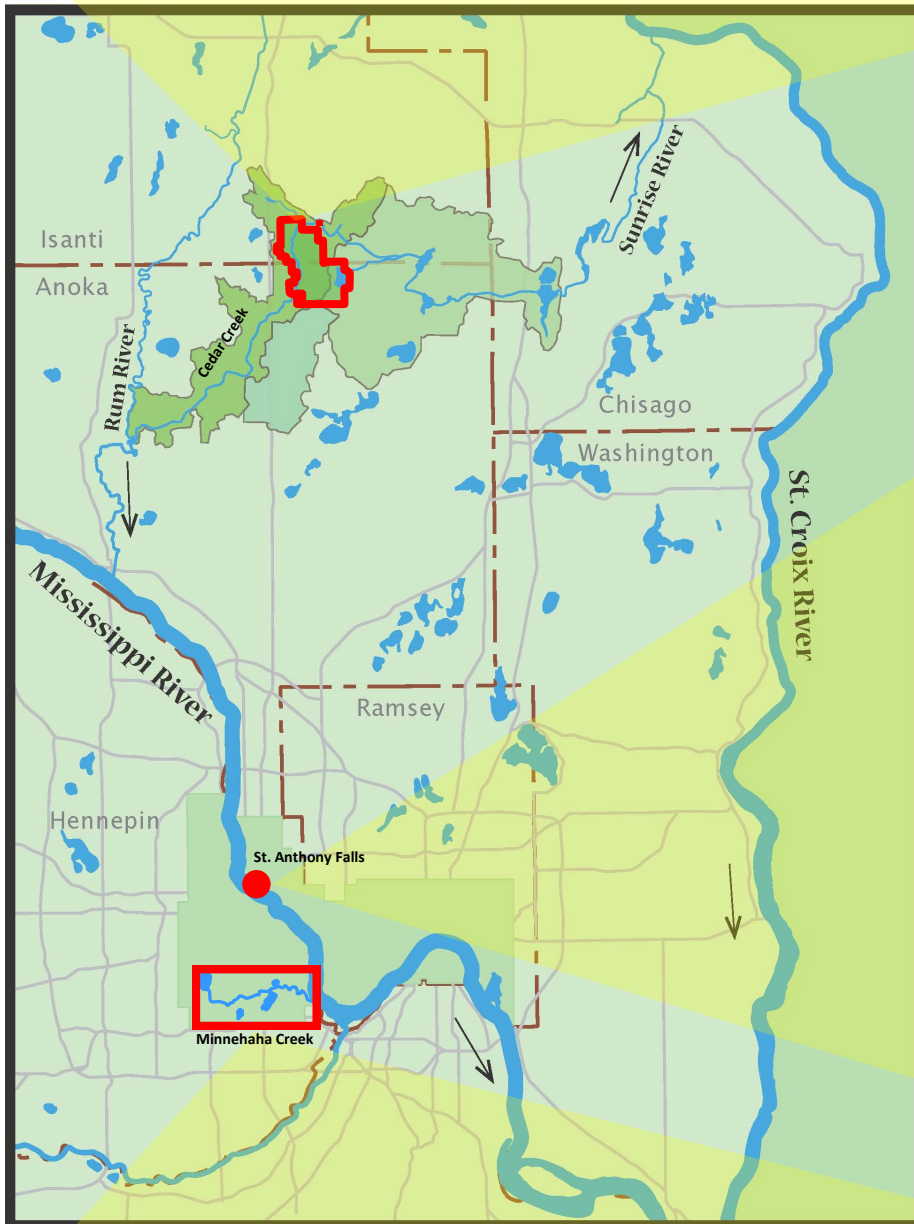 Sunrise River
Isanti
Anoka
Cedar Creek
Rum River
Chisago
Washington
St. Croix River
Mississippi River
Ramsey
Hennepin
St. Anthony Falls
Minnehaha Creek